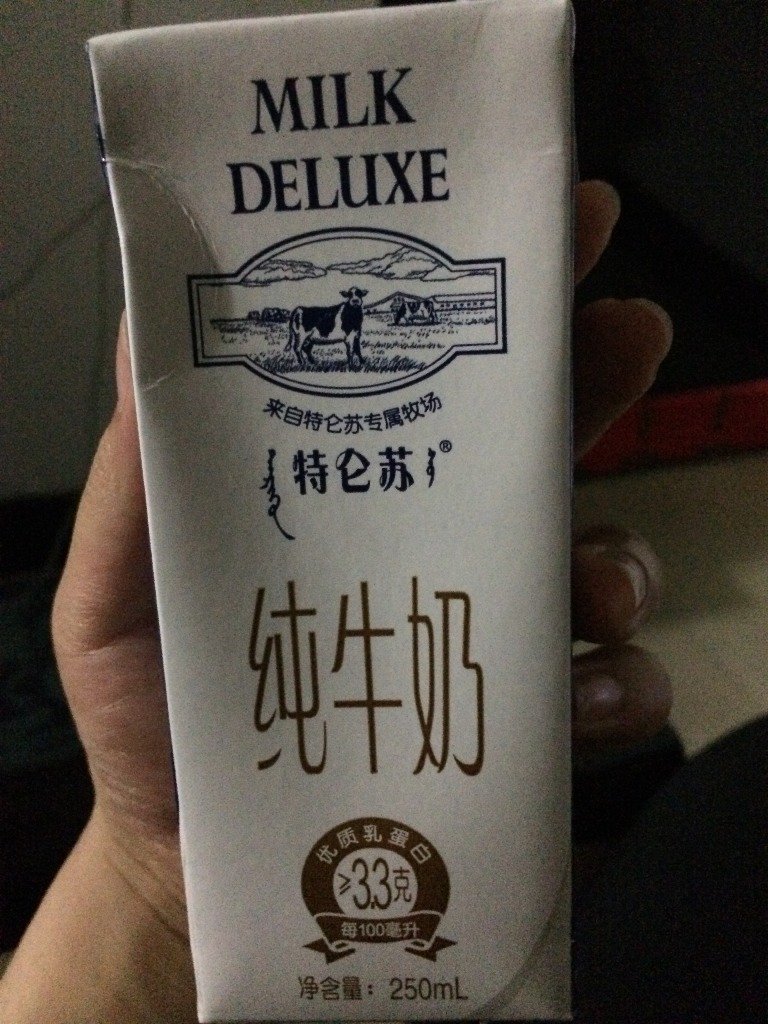 MILK
DELUXE
来自特仑苏专属牧场
特仑苏®
纯牛奶
优质乳蛋白
≥3.3克
每100毫升
净含量：250mL